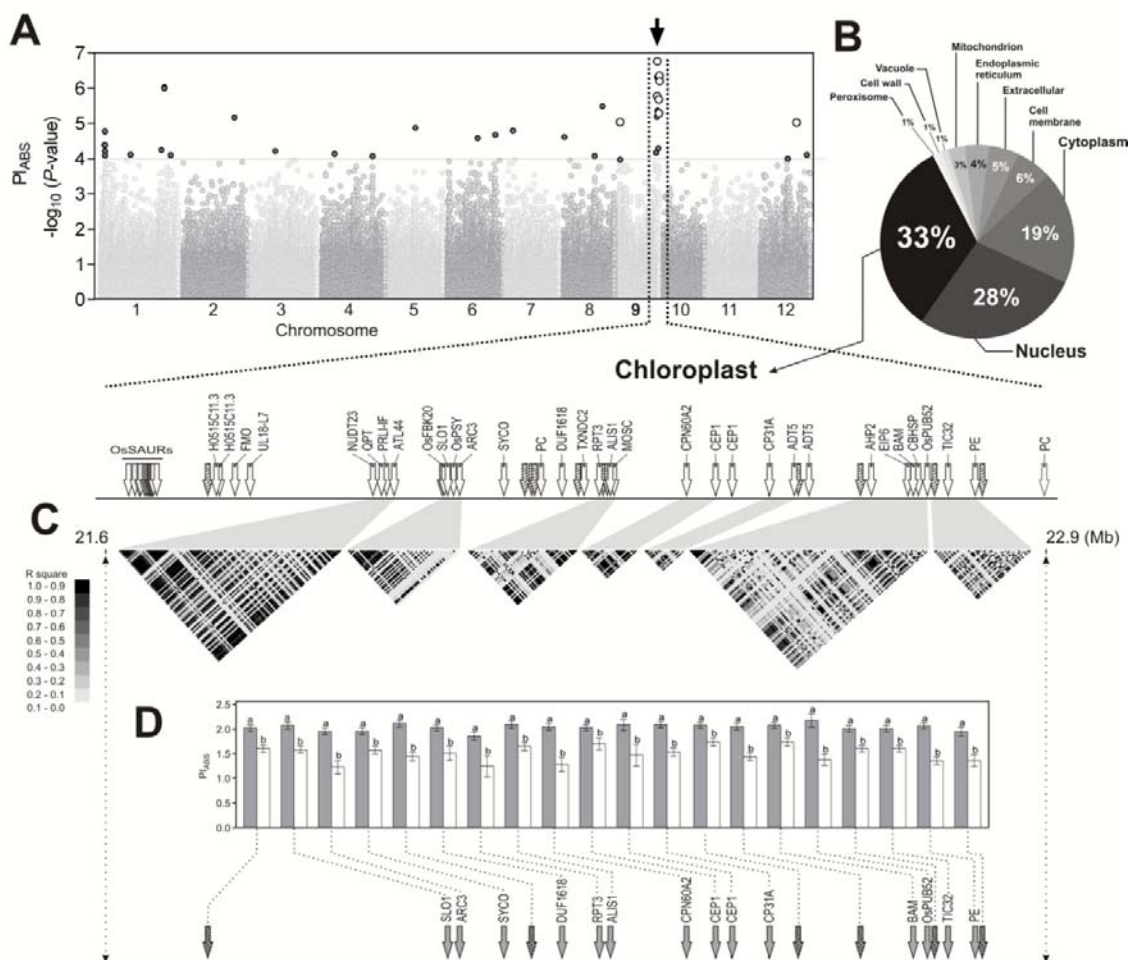 A
7
6
5
4
3
2
1
0
PIABS
-log10 (P-value)
1 2 3 4 5 6 7 8 9 10 11 12
Chromosome
B
Mitochondrion
Endoplasmic
reticulum
Vacuole
Extracellular
Cell wall
Cell
membrane
Peroxisome
Cytoplasm
1%
1%
1%
3%
4%
5%
6%
19%
33%
28%
Nucleus
Chloroplast
OsSAURs
H0515C11.3
H0515C11.3
FMO
UL18-L7
NUDT23
QPT
PRLI-IF
ATL44
OsFBK20
SLO1
OsPSY
ARC3
SYCO
PC
DUF1618
TXNDC2
RPT3
ALIS1
MOSC
CPN60A2
CEP1
CEP1
CP31A
ADT5
ADT5
AHP2
EIP6
BAM
CBHSP
OsPUB52
TIC32
PE
PC
C
21.6
22.9 (Mb)
R square
1.0 - 0.9
0.9 - 0.8
0.8 - 0.7
0.7 - 0.6
0.6 - 0.5
0.5 - 0.4
0.4 - 0.3
0.3 - 0.2
0.2 - 0.1
0.1 - 0.0
D
2.5
2.0
1.5
1.0
0.5
0.0
PIABS
a b a b a b a b a b a b a b a b a b a b a b a b a b a b a b a b a b a b a b a b
SLO1
ARC3
SYCO
DUF1618
RPT3
ALIS1
CPN60A2
CEP1
CEP1
CP31A
BAM
OsPUB52
TIC32
PE